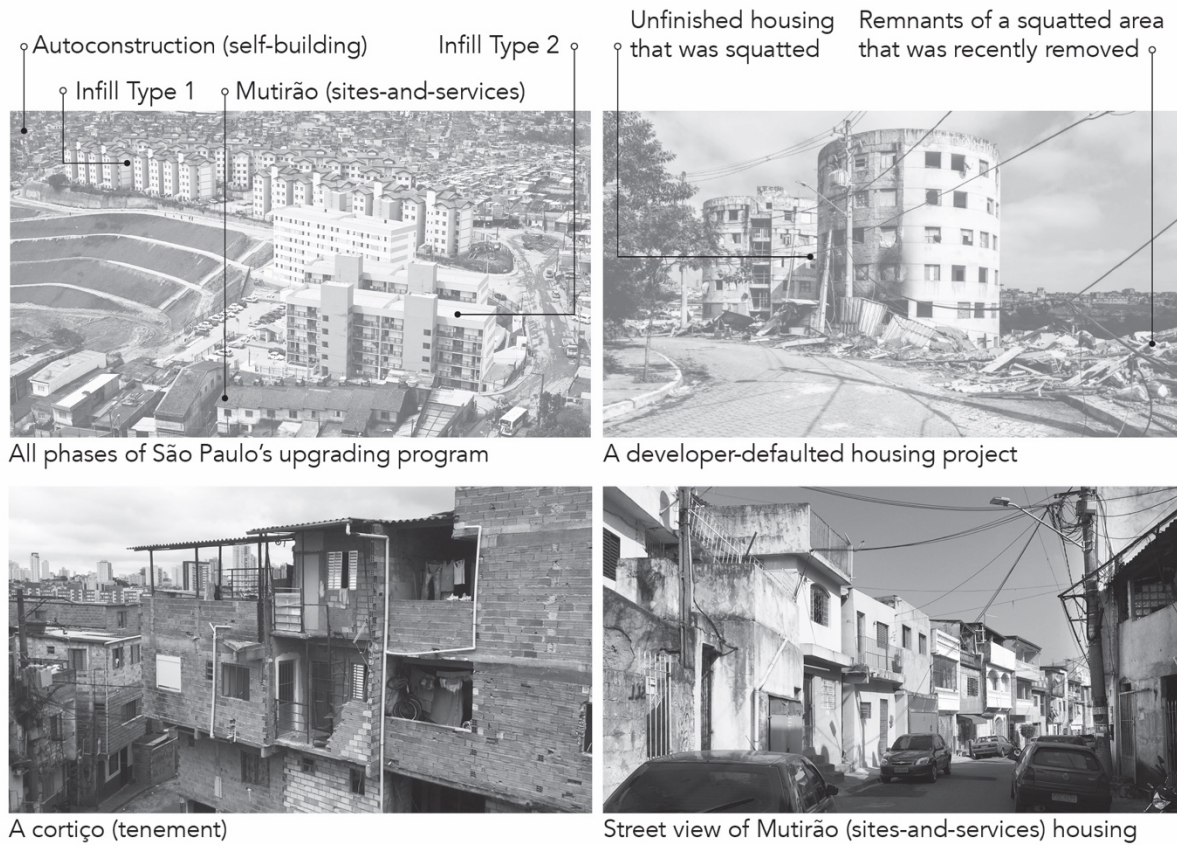 Autoconstruction (self-building)
Infill Type 2
Infill Type 1
Mutirão (sites-and-services)
Unfinished housing
that was squatted
Remnants of a squatted area
that was recently removed
All phases of São Paulo’s upgrading program
A developer-defaulted housing project
A cortiço (tenement)
Street view of Mutirão (sites-and-services) housing